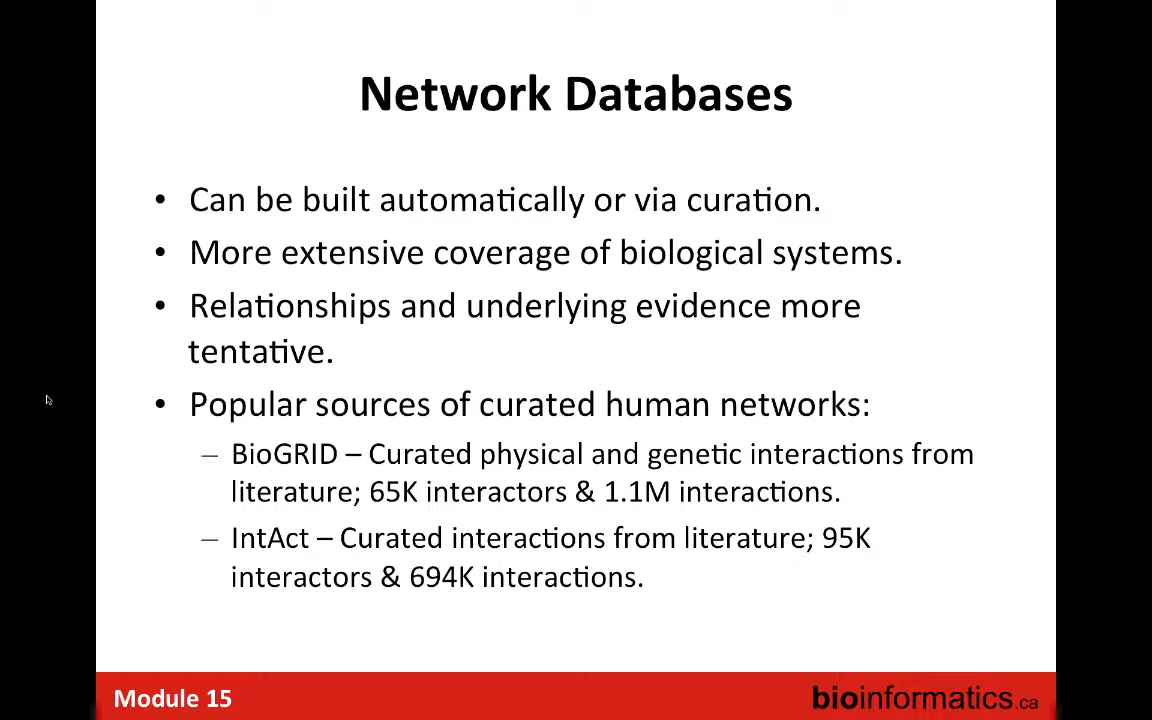 Network Databases
• Can be built automatically or via curation.
• More extensive coverage of biological systems.
• Relationships and underlying evidence more
tentative.
• Popular sources of curated human networks:
– BioGRID – Curated physical and genetic interactions from
literature; 65K interactors & 1.1M interactions.
– IntAct – Curated interactions from literature; 95K
interactors & 694K interactions.
Module 15
bioinformatics.ca